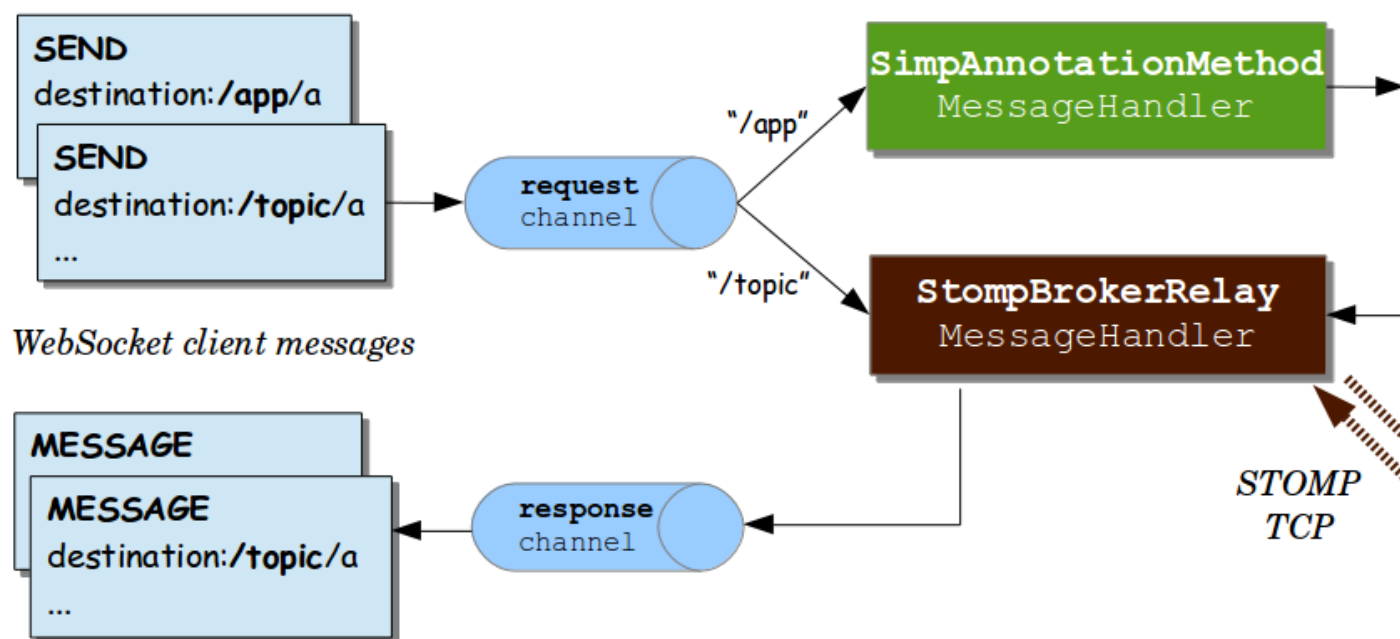 SEND
destination:/app/a
SEND
destination:/topic/a
...
WebSocket client messages
request
channel
“/app”
“/topic”
SimpAnnotationMethod
MessageHandler
StompBrokerRelay
MessageHandler
MESSAGE
MESSAGE
destination:/topic/a
...
response
channel
STOMP
TCP